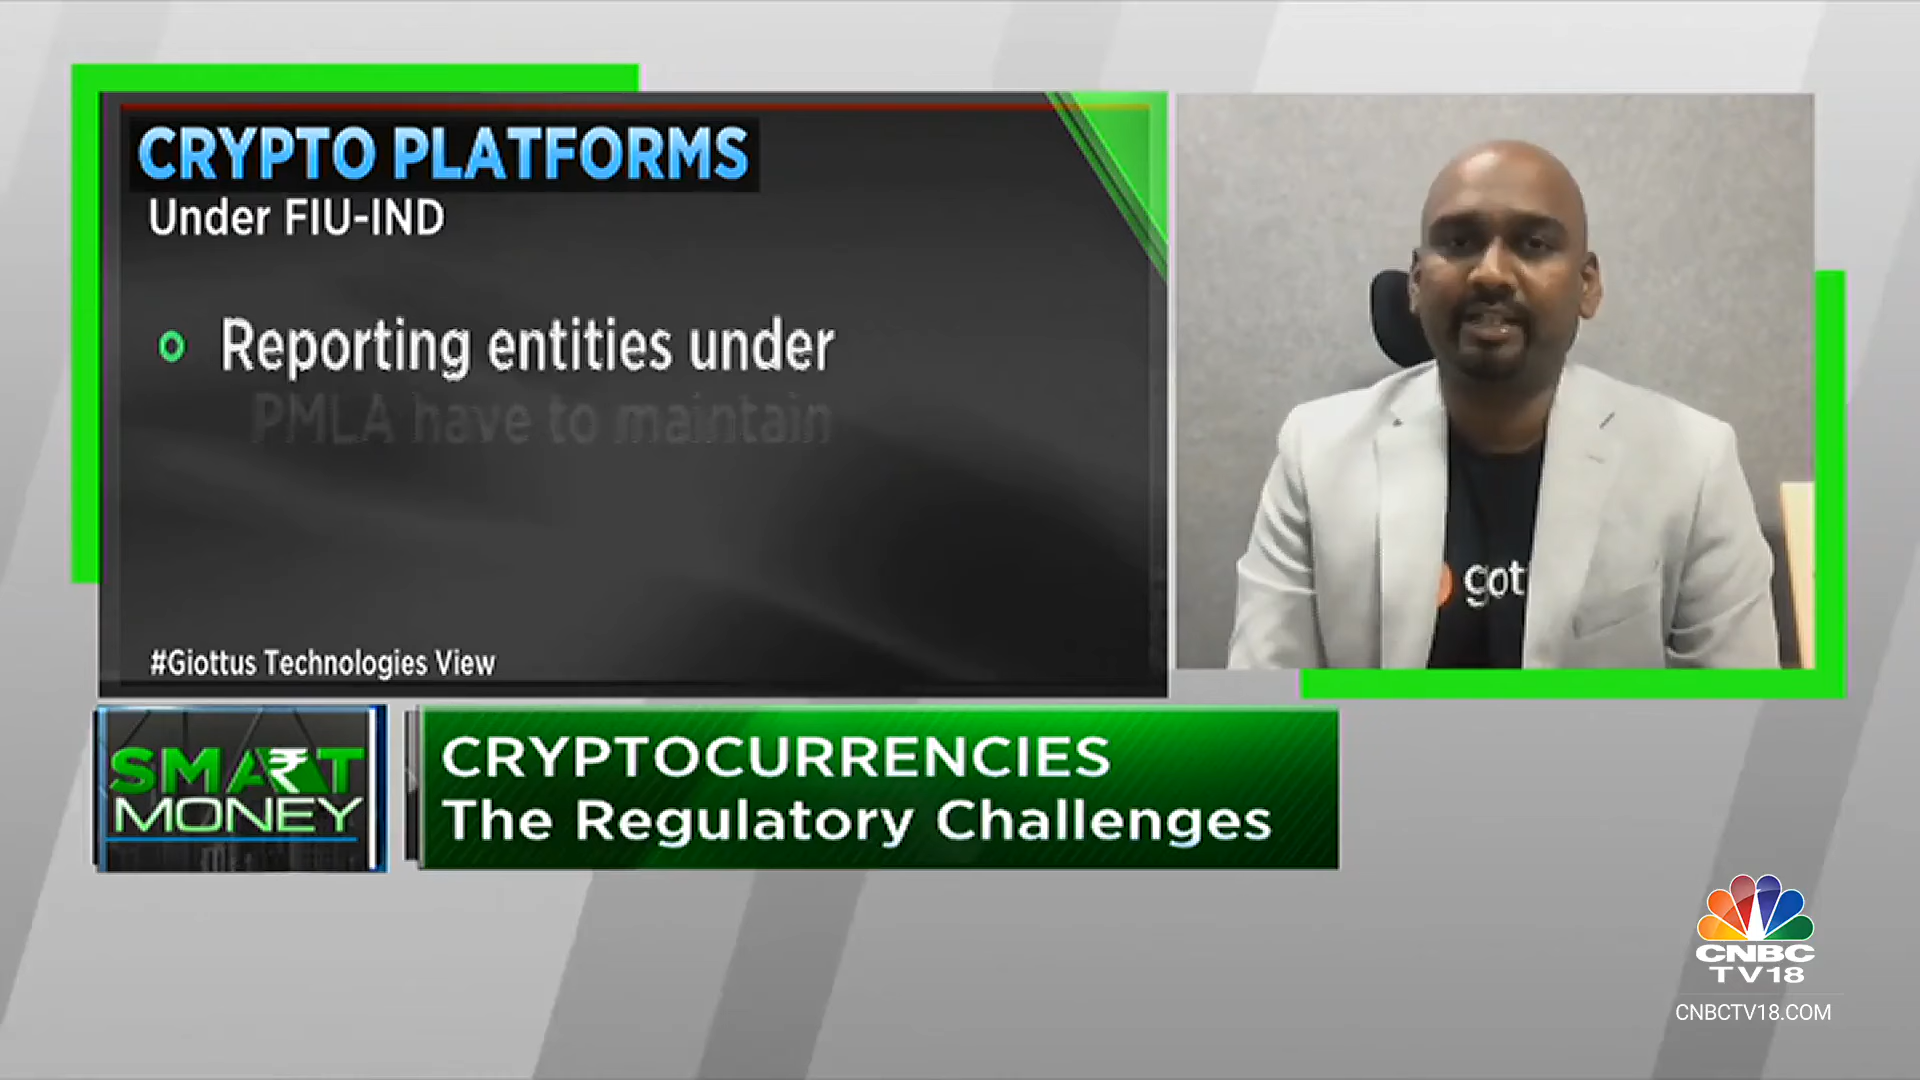 CRYPTO PLATFORMS
Under FIU-IND
Reporting entities under
PMLA have to maintain
#Giottus Technologies View
got
SMART
MONEY
CRYPTOCURRENCIES
The Regulatory Challenges
CNBC
TV18
CNBCTV18.COM